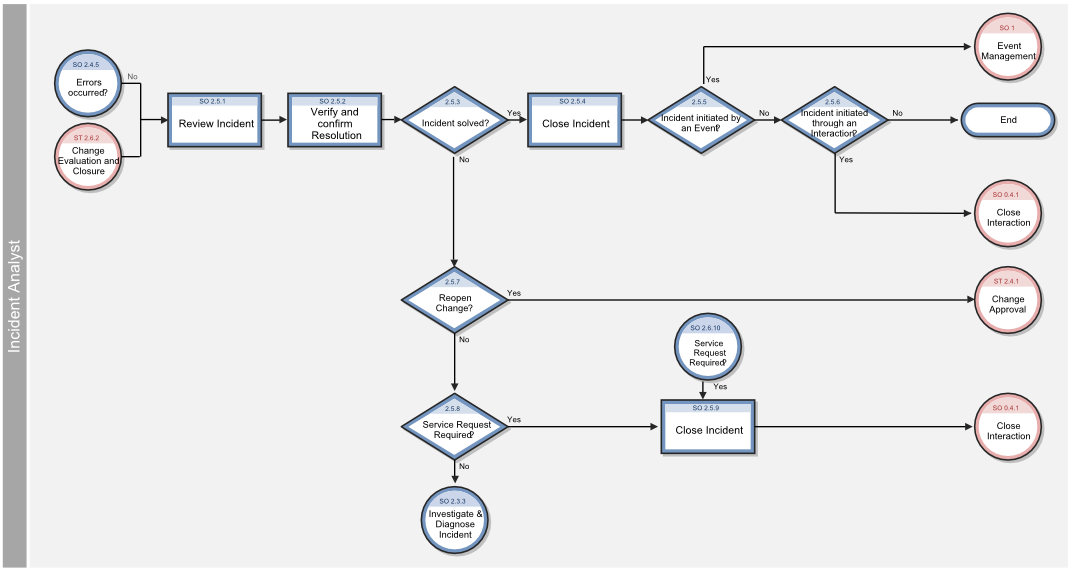 Incident Analyst
SO 2.4.5
Errors
occurred?
No
ST 2.6.2
Change
Evaluation and
Closure
SO 2.5.1
Review Incident
SO 2.5.2
Verify and
confirm
Resolution
2.5.3
Incident solved?
Yes
No
SO 2.5.4
Close Incident
2.5.5
Incident initiated by
an Event?
Yes
No
2.5.6
Incident initiated
through an
Interaction?
No
Yes
SO 1
Event
Management
End
SO 0.4.1
Close
Interaction
2.5.7
Reopen
Change?
Yes
No
ST 2.4.1
Change
Approval
SO 2.6.10
Service
Request
Required?
Yes
2.5.8
Service Request
Required?
Yes
No
SO 2.5.9
Close Incident
SO 0.4.1
Close
Interaction
SO 2.3.3
Investigate &
Diagnose
Incident